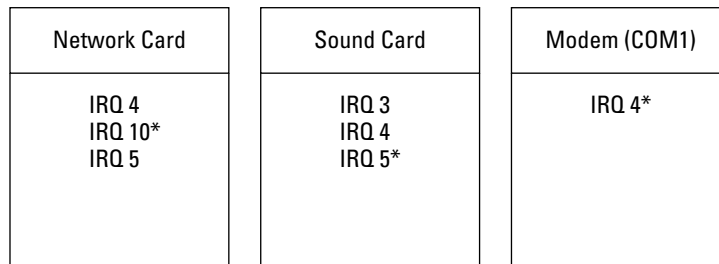 Network Card
IRQ 4
IRQ 10*
IRQ 5
Sound Card
IRQ 3
IRQ 4
IRQ 5*
Modem (COM1)
IRQ 4*